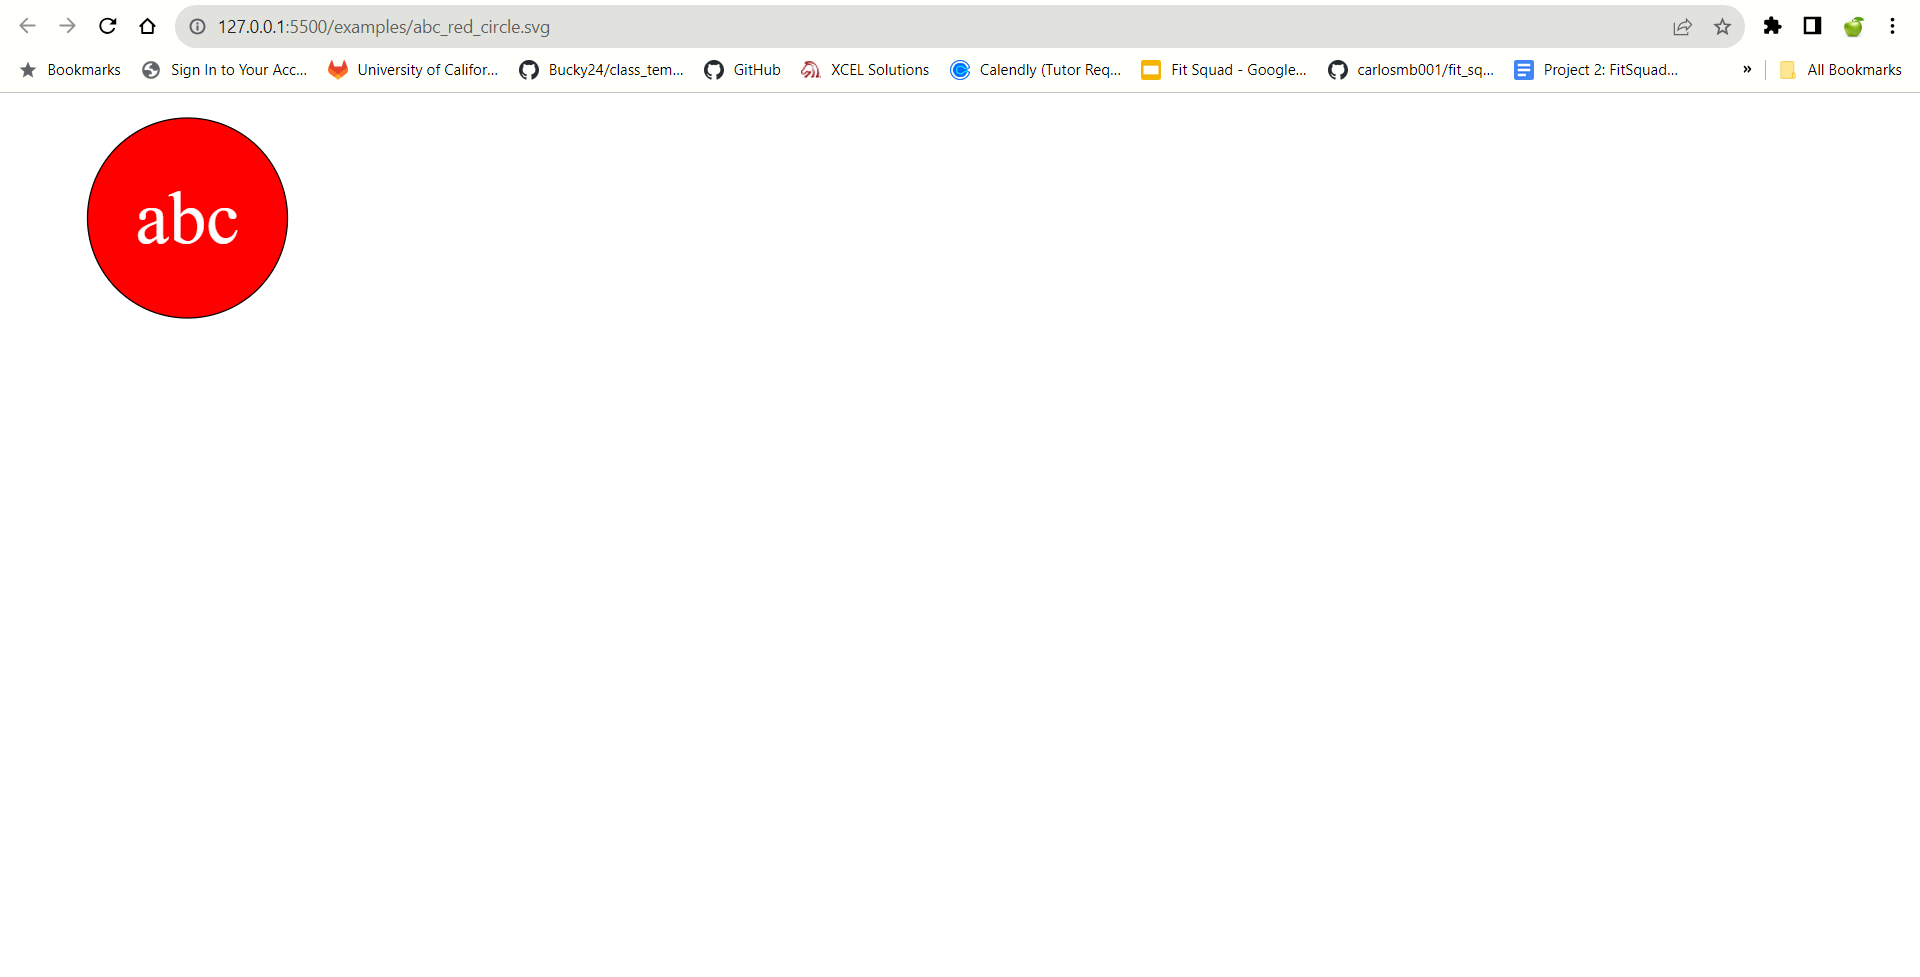 127.0.0.1:5500/examples/abc_red_circle.svg
Bookmarks Sign In to Your Acc... University of Califor... Bucky24/class_tem... GitHub XCEL Solutions Calendly (Tutor Req... Fit Squad - Google... carlosmb001/fit_sq... Project 2: FitSquad... » All Bookmarks
abc